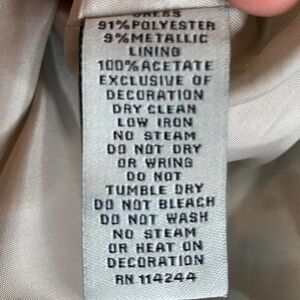 DRESS
91%POLYESTER
9%METALLIC
LINING
100%ACETATE
EXCLUSIVE OF
DECORATION
DRY CLEAN
LOW IRON
NO STEAM
DO NOT DRY
OR WRING
DO NOT
TUMBLE DRY
DO NOT BLEACH
DO NOT WASH
NO STEAM
OR HEAT ON
DECORATION
RN 114244